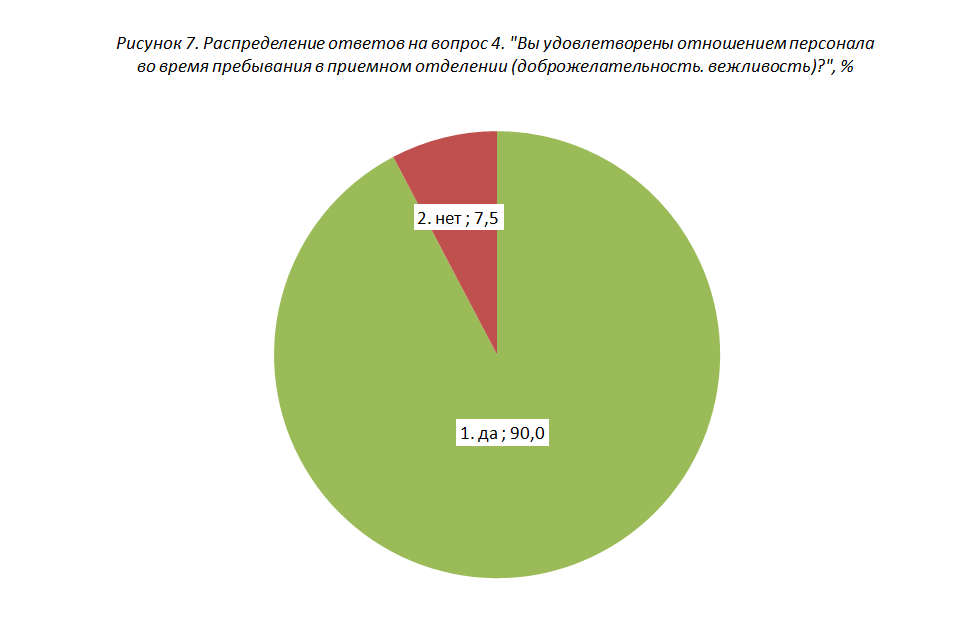 Рисунок 7. Распределение ответов на вопрос 4. "Вы удовлетворены отношением персонала
во время пребывания в приемном отделении (доброжелательность. вежливость)?", %
2. нет ; 7,5
1. да ; 90,0